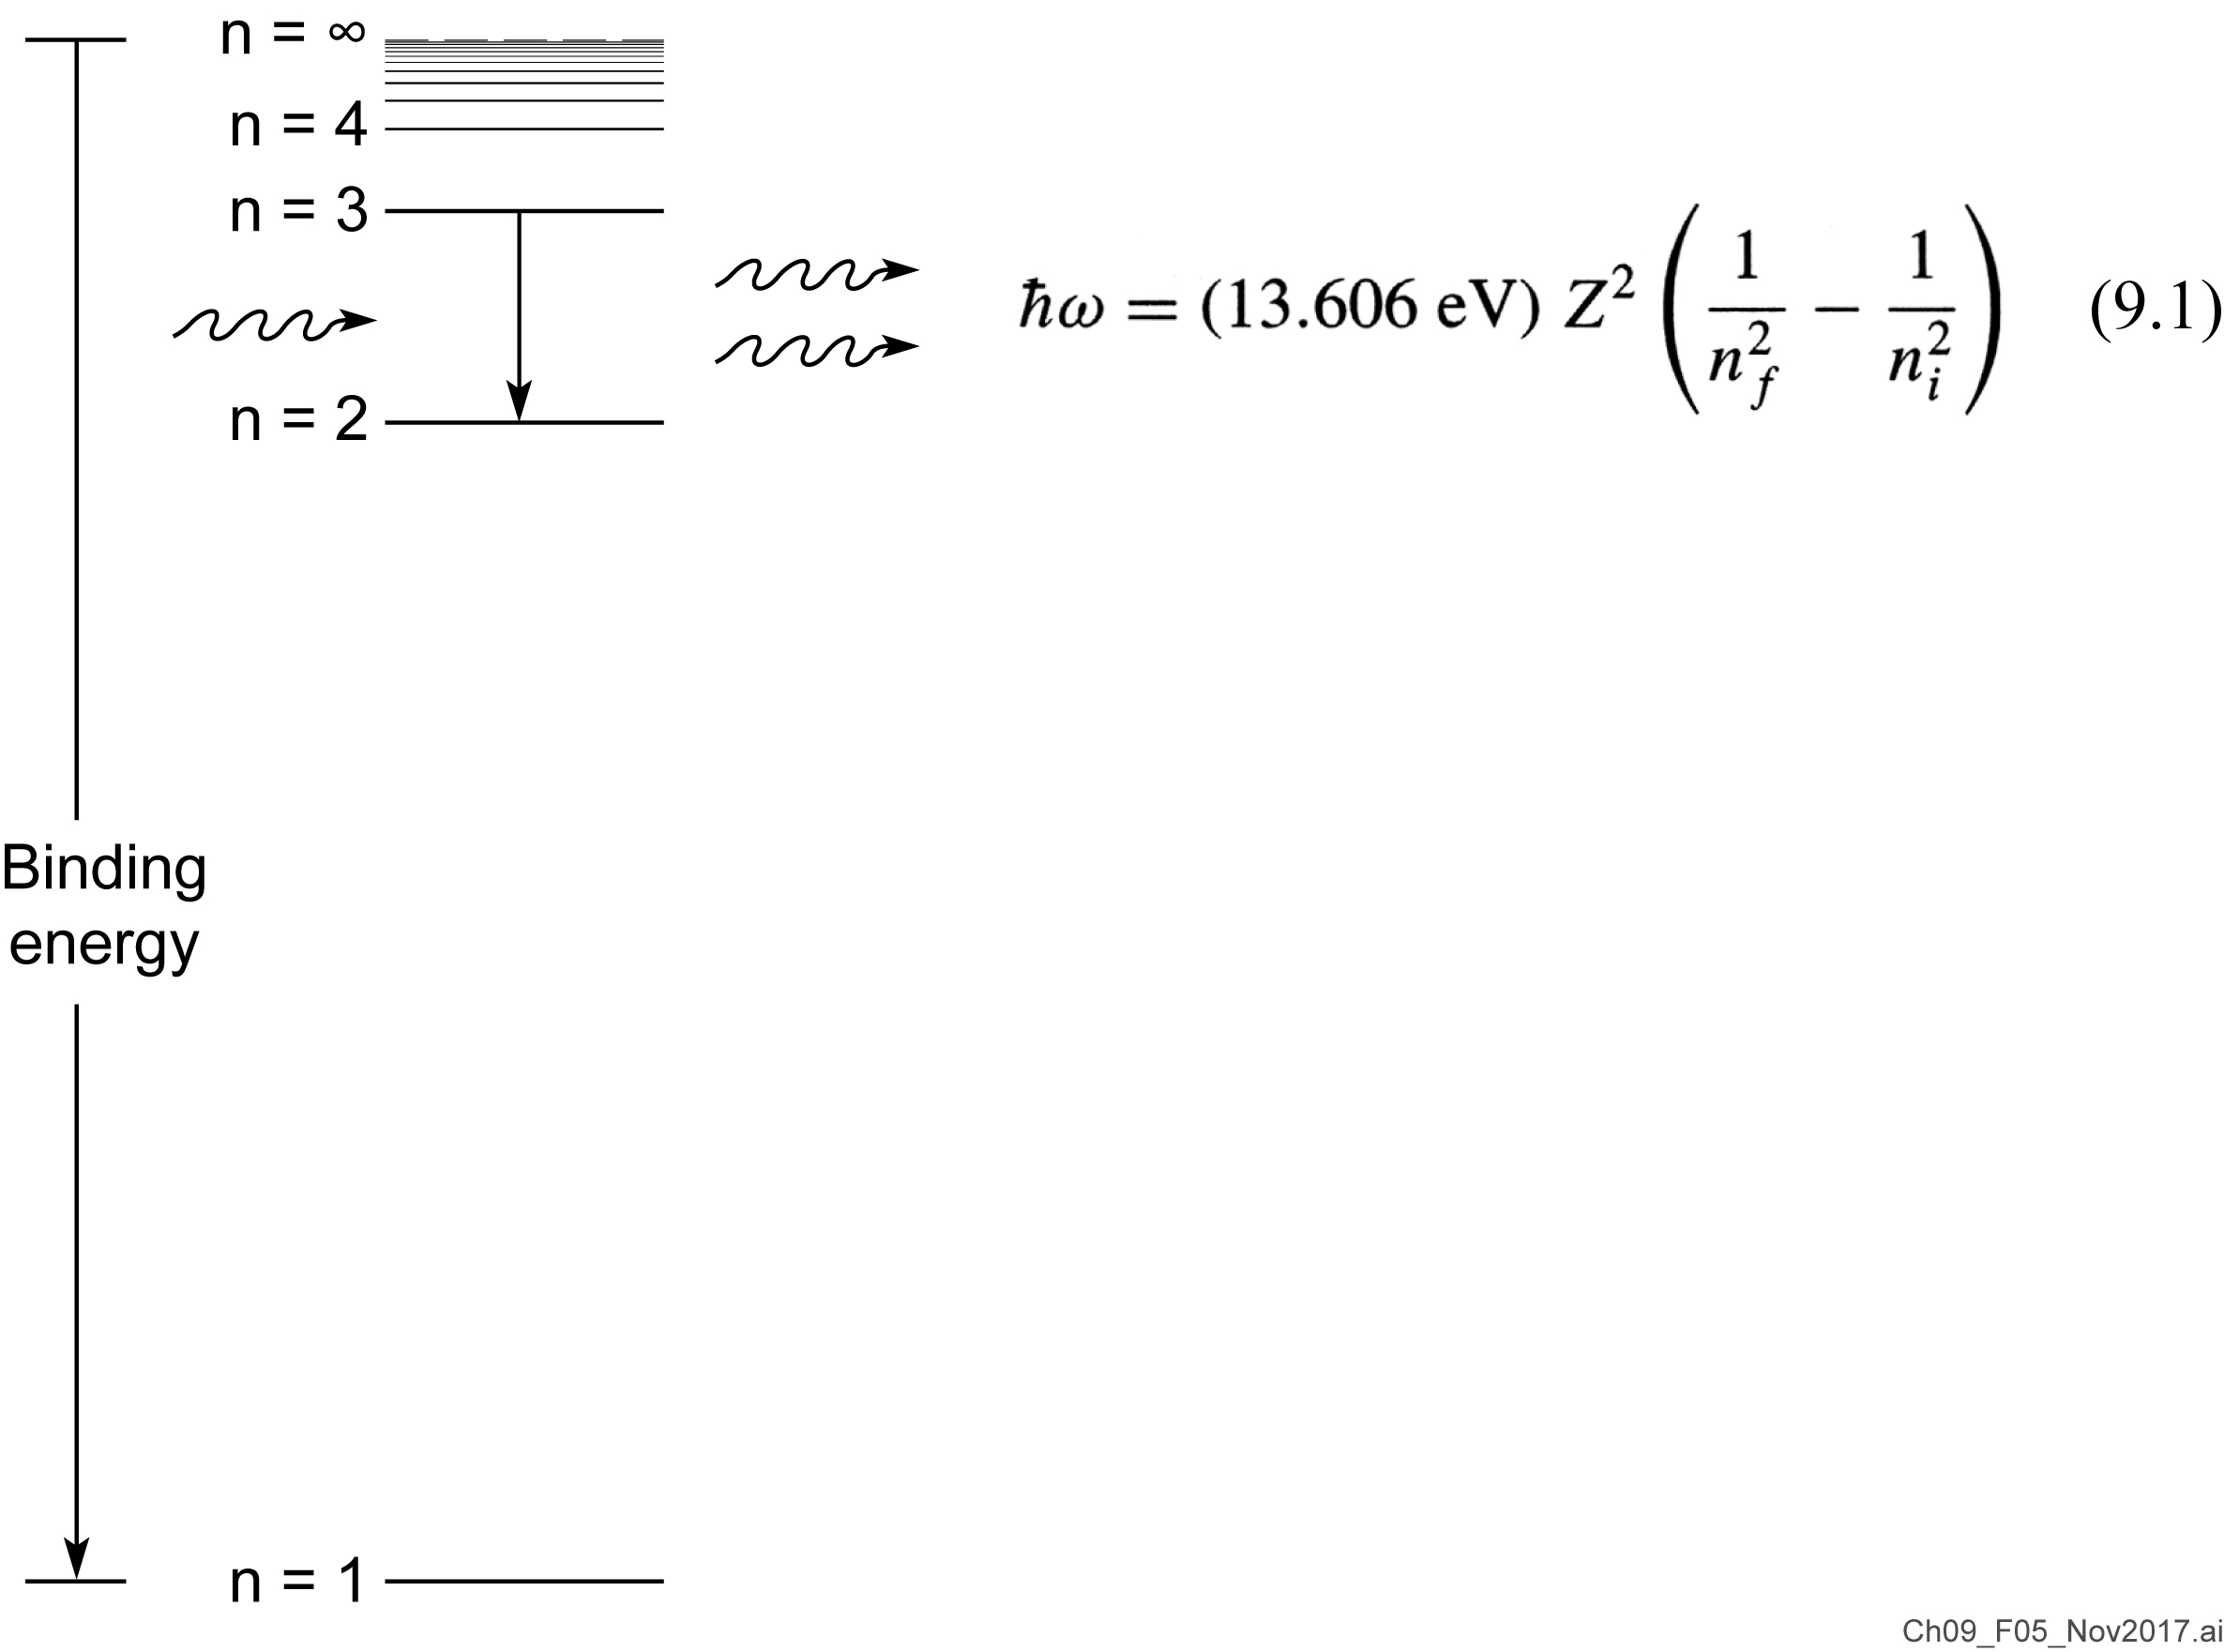 n = ∞
n = 4
n = 3
ħω = (13.606 eV) Z² (1/n_f² − 1/n_i²) (9.1)
n = 2
Binding
energy
n = 1
Ch09_F05_Nov2017.ai